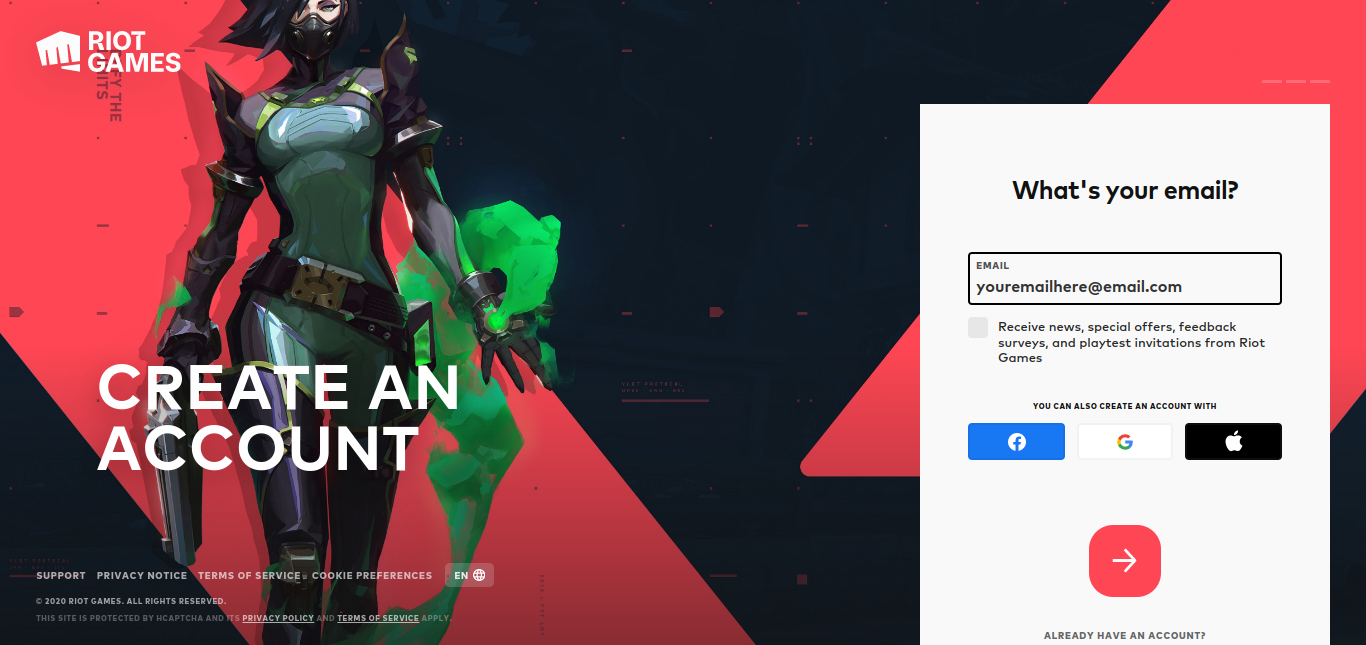 RIOT
GAMES
DEFY THE
LIMITS
What's your email?
EMAIL
youremailhere@email.com
Receive news, special offers, feedback
surveys, and playtest invitations from Riot
Games
YOU CAN ALSO CREATE AN ACCOUNT WITH
CREATE AN
ACCOUNT
SUPPORT PRIVACY NOTICE TERMS OF SERVICE COOKIE PREFERENCES EN
© 2020 RIOT GAMES. ALL RIGHTS RESERVED.
THIS SITE IS PROTECTED BY HCAPTCHA AND ITS PRIVACY POLICY AND TERMS OF SERVICE APPLY.
ALREADY HAVE AN ACCOUNT?